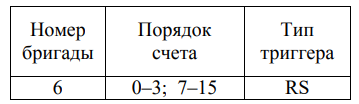 Номер бригады
Порядок счета
Тип триггера
6
0–3; 7–15
RS